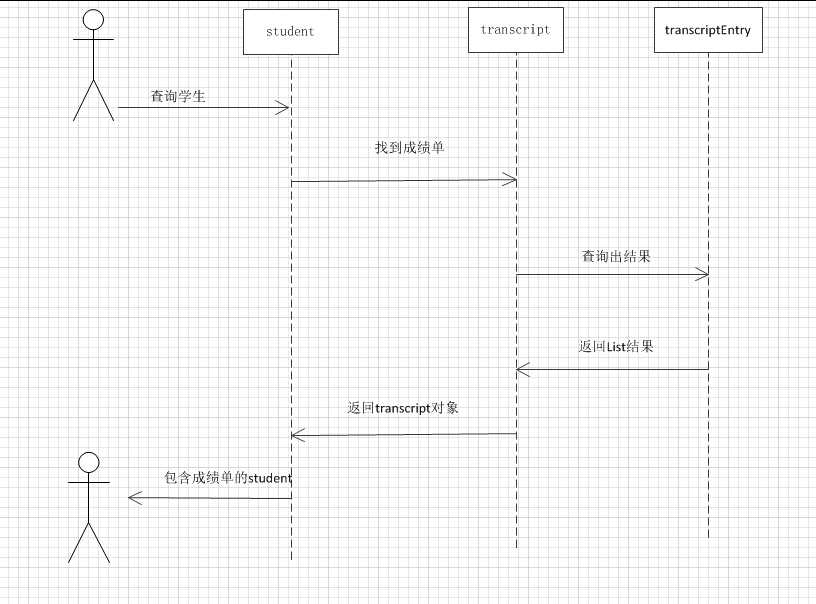 student
transcript
transcriptEntry
查询学生
找到成绩单
查询出结果
返回List结果
返回transcript对象
包含成绩单的student